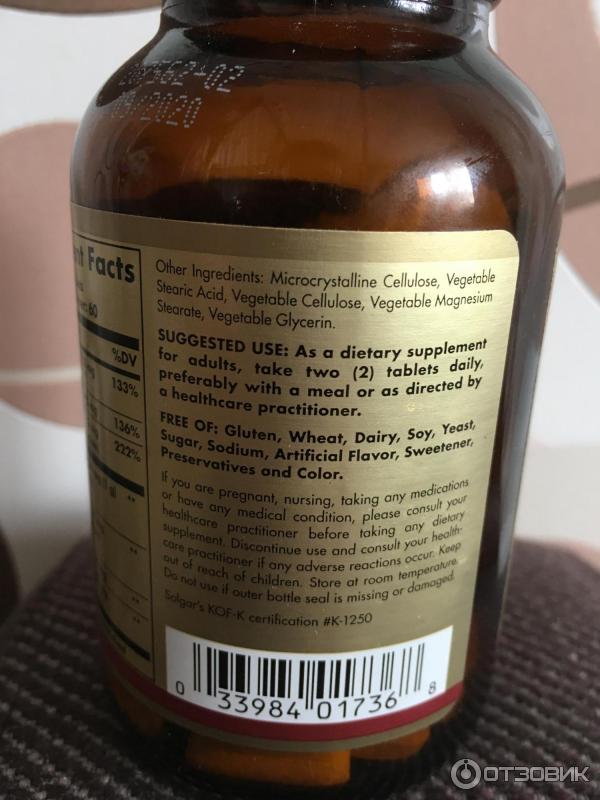 /2020
nt Facts
60
%DV
133%
136%
222%
**
**
**
**
Other Ingredients: Microcrystalline Cellulose, Vegetable
Stearic Acid, Vegetable Cellulose, Vegetable Magnesium
Stearate, Vegetable Glycerin.
SUGGESTED USE: As a dietary supplement
for adults, take two (2) tablets daily,
preferably with a meal or as directed by
a healthcare practitioner.
FREE OF: Gluten, Wheat, Dairy, Soy, Yeast,
Sugar, Sodium, Artificial Flavor, Sweetener,
Preservatives and Color.
If you are pregnant, nursing, taking any medications
or have any medical condition, please consult your
healthcare practitioner before taking any dietary
supplement. Discontinue use and consult your health-
care practitioner if any adverse reactions occur. Keep
out of reach of children. Store at room temperature.
Do not use if outer bottle seal is missing or damaged.
Solgar's KOF-K certification #K-1250
0 33984 01736 8
ОТЗОВИК